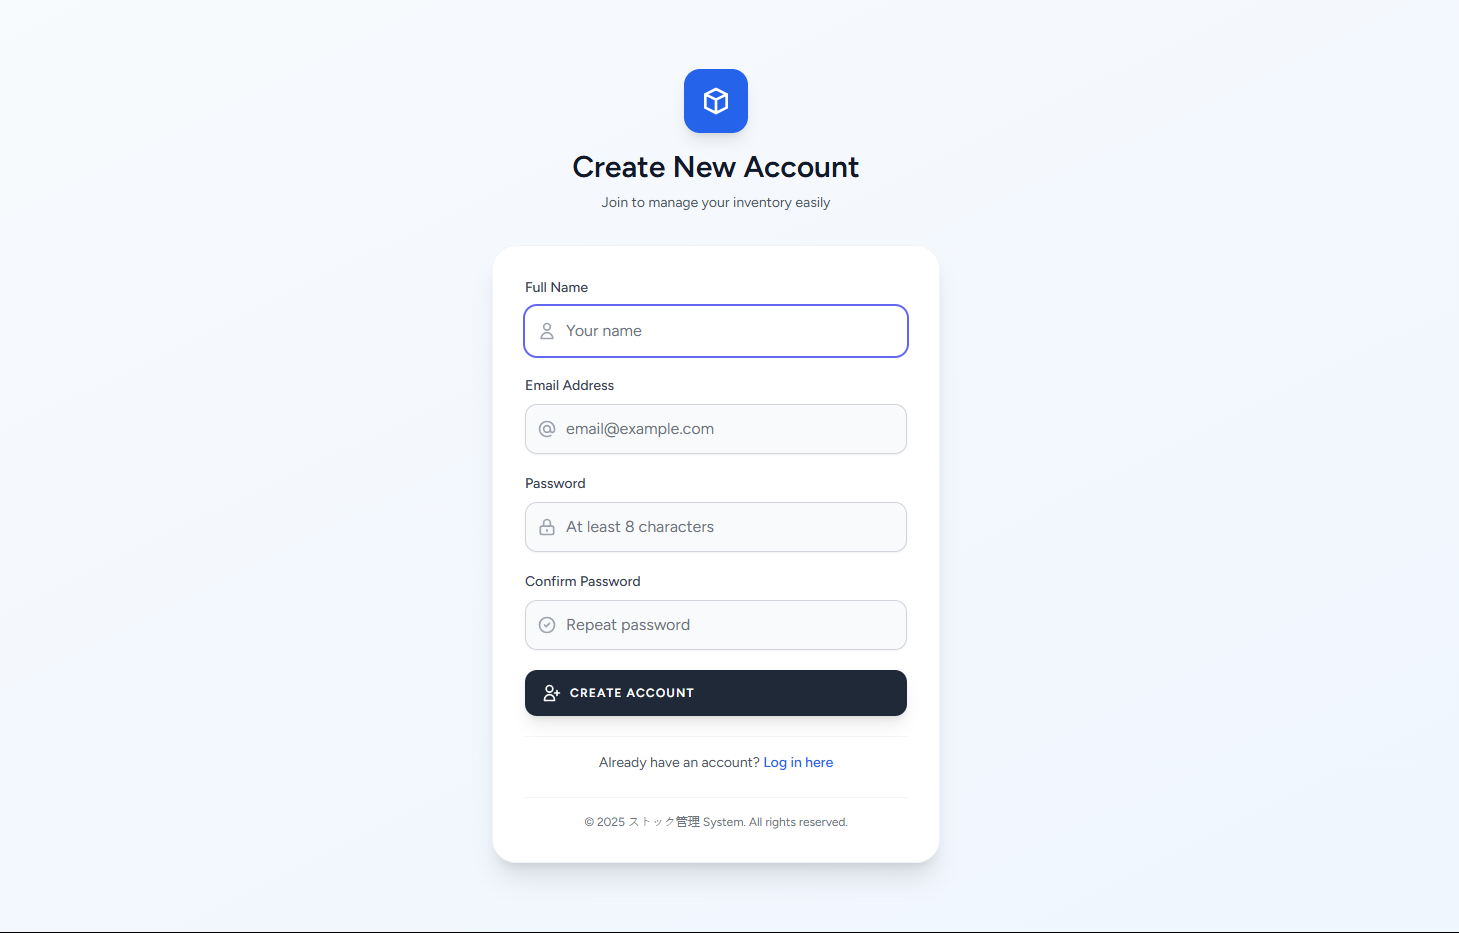 Create New Account
Join to manage your inventory easily
Full Name
Your name
Email Address
email@example.com
Password
At least 8 characters
Confirm Password
Repeat password
CREATE ACCOUNT
Already have an account? Log in here
© 2025 ストック管理 System. All rights reserved.